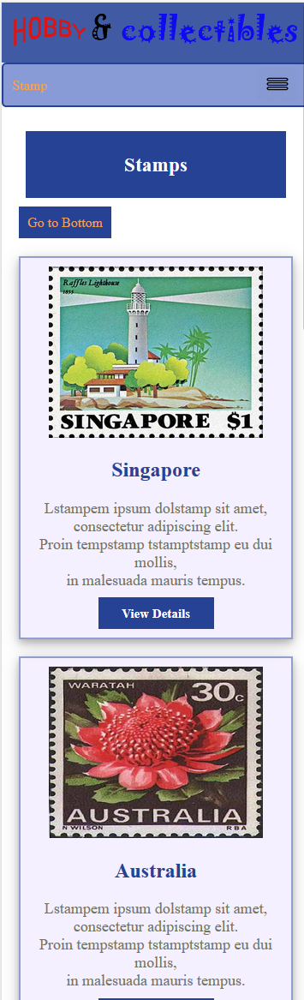 HOBBY & collectibles
Stamp
Stamps
Go to Bottom
Raffles Lighthouse
1855
SINGAPORE $1
Singapore
Lstampem ipsum dolstamp sit amet,
consectetur adipiscing elit.
Proin tempstamp tstamptstamp eu dui
mollis,
in malesuada mauris tempus.
View Details
WARATAH 30c
AUSTRALIA
N WILSON RBA
Australia
Lstampem ipsum dolstamp sit amet,
consectetur adipiscing elit.
Proin tempstamp tstamptstamp eu dui
mollis,
in malesuada mauris tempus.